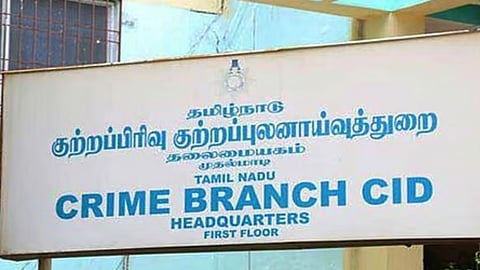 தமிழ்நாடு
குற்றப்பிரிவு குற்றப்புலனாய்வுத்துறை
தலைமையகம்
முதல்மாடி
TAMIL NADU
CRIME BRANCH CID
HEADQUARTERS
FIRST FLOOR